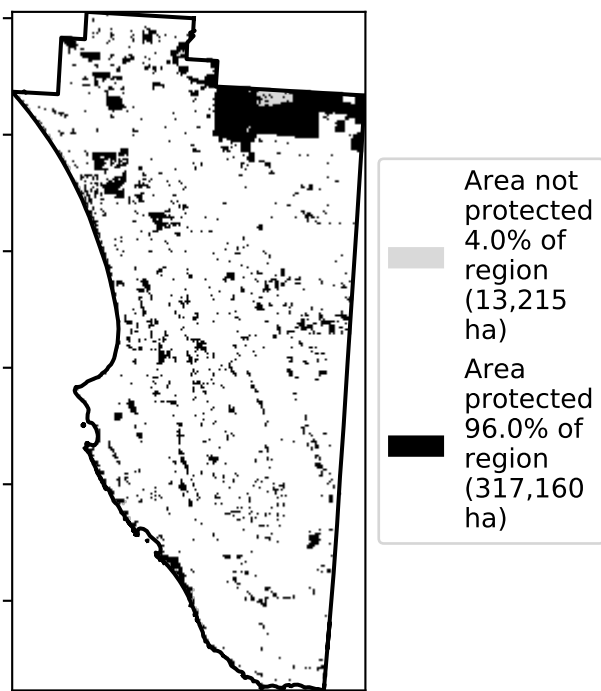 Area not
protected
4.0% of
region
(13,215
ha)
Area
protected
96.0% of
region
(317,160
ha)